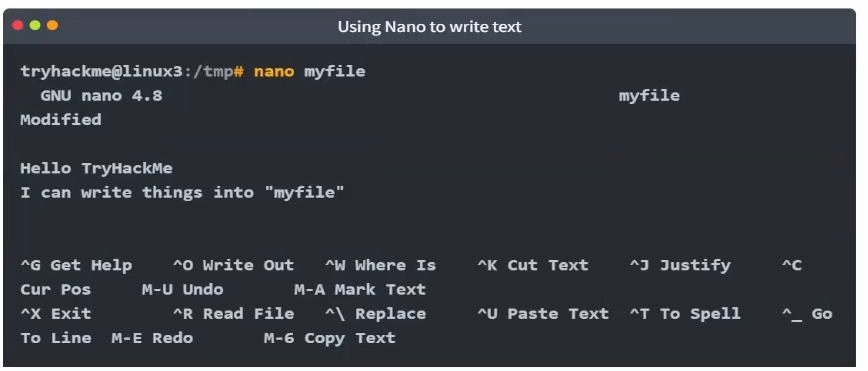 Using Nano to write text
tryhackme@linux3:/tmp# nano myfile
GNU nano 4.8 myfile
Modified
Hello TryHackMe
I can write things into "myfile"
^G Get Help ^O Write Out ^W Where Is ^K Cut Text ^J Justify ^C
Cur Pos M-U Undo M-A Mark Text
^X Exit ^R Read File ^\ Replace ^U Paste Text ^T To Spell ^_ Go
To Line M-E Redo M-6 Copy Text